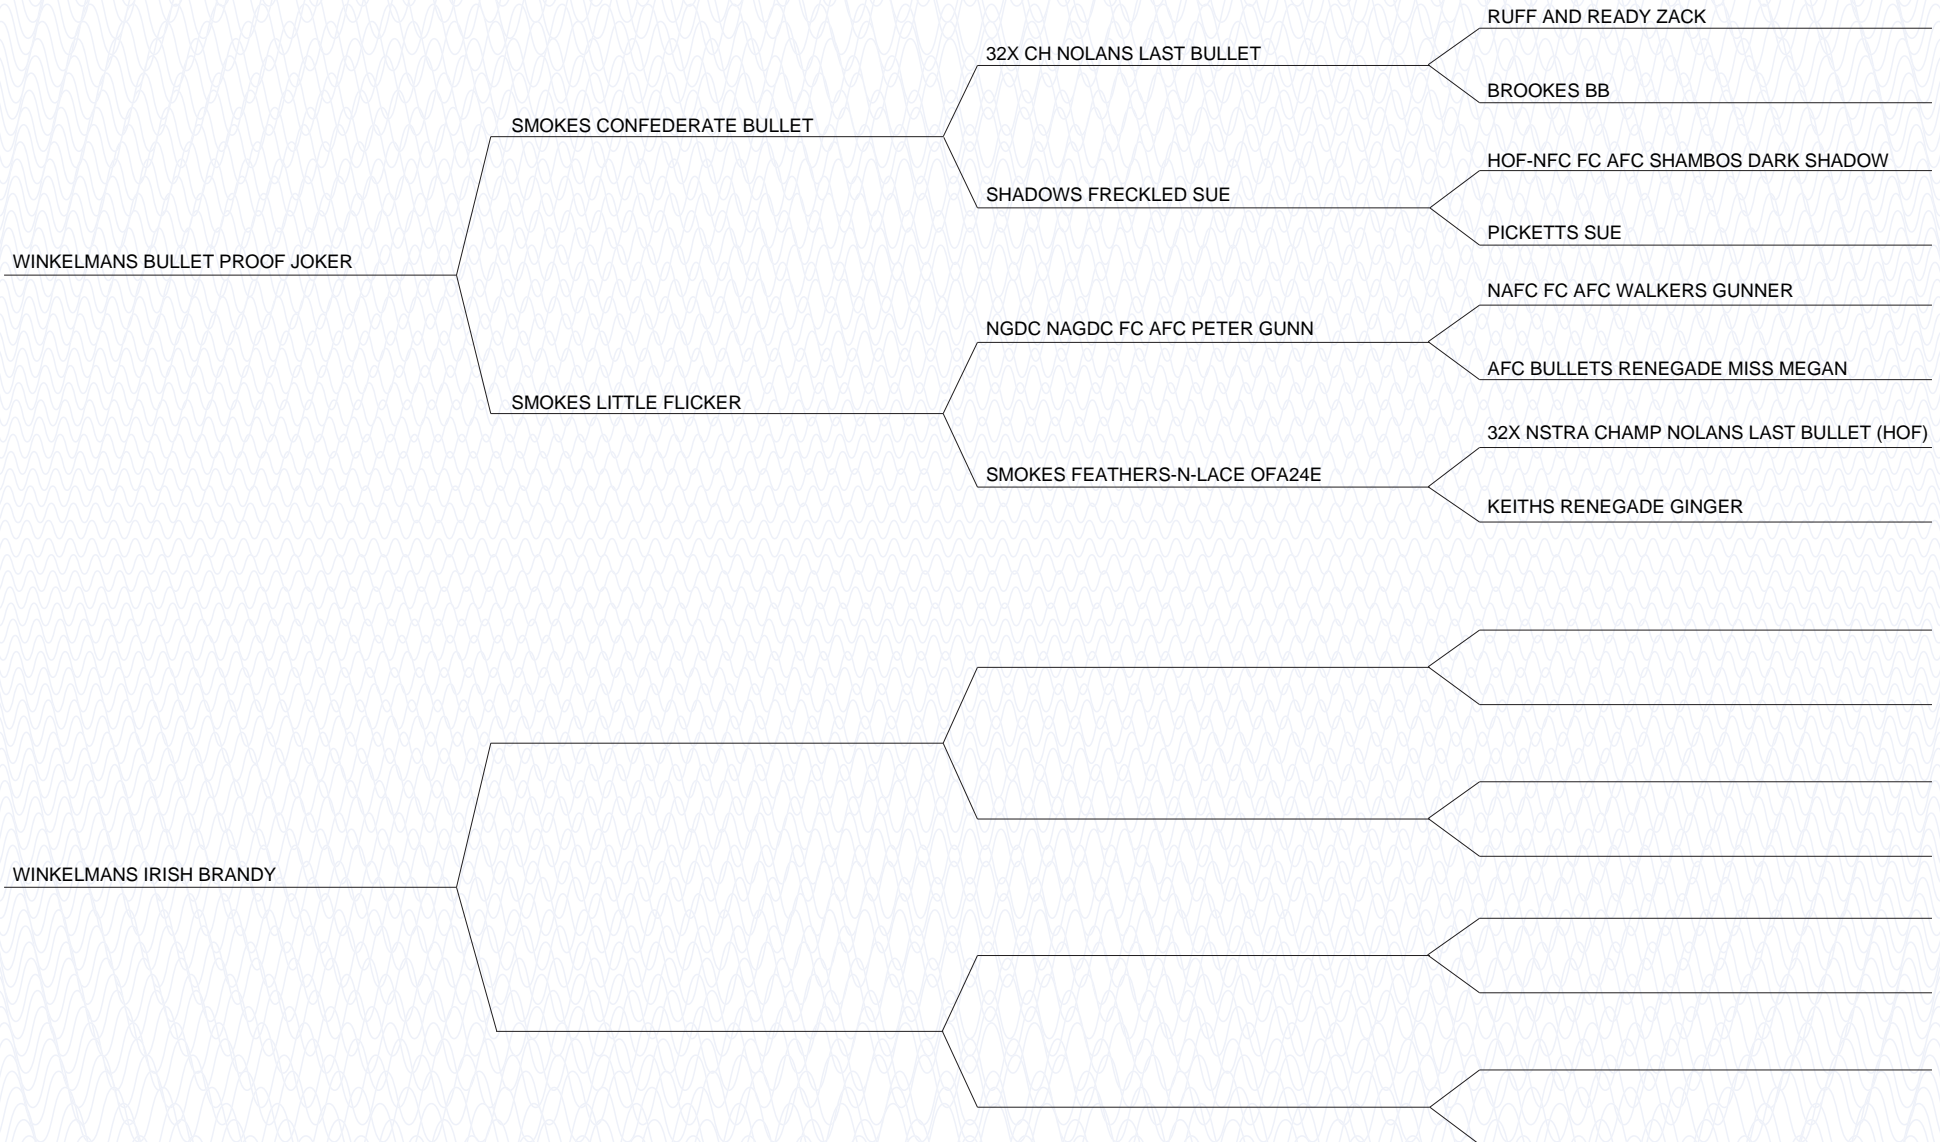 RUFF AND READY ZACK
32X CH NOLANS LAST BULLET
BROOKES BB
SMOKES CONFEDERATE BULLET
HOF-NFC FC AFC SHAMBOS DARK SHADOW
SHADOWS FRECKLED SUE
PICKETTS SUE
WINKELMANS BULLET PROOF JOKER
NAFC FC AFC WALKERS GUNNER
NGDC NAGDC FC AFC PETER GUNN
AFC BULLETS RENEGADE MISS MEGAN
SMOKES LITTLE FLICKER
32X NSTRA CHAMP NOLANS LAST BULLET (HOF)
SMOKES FEATHERS-N-LACE OFA24E
KEITHS RENEGADE GINGER
WINKELMANS IRISH BRANDY